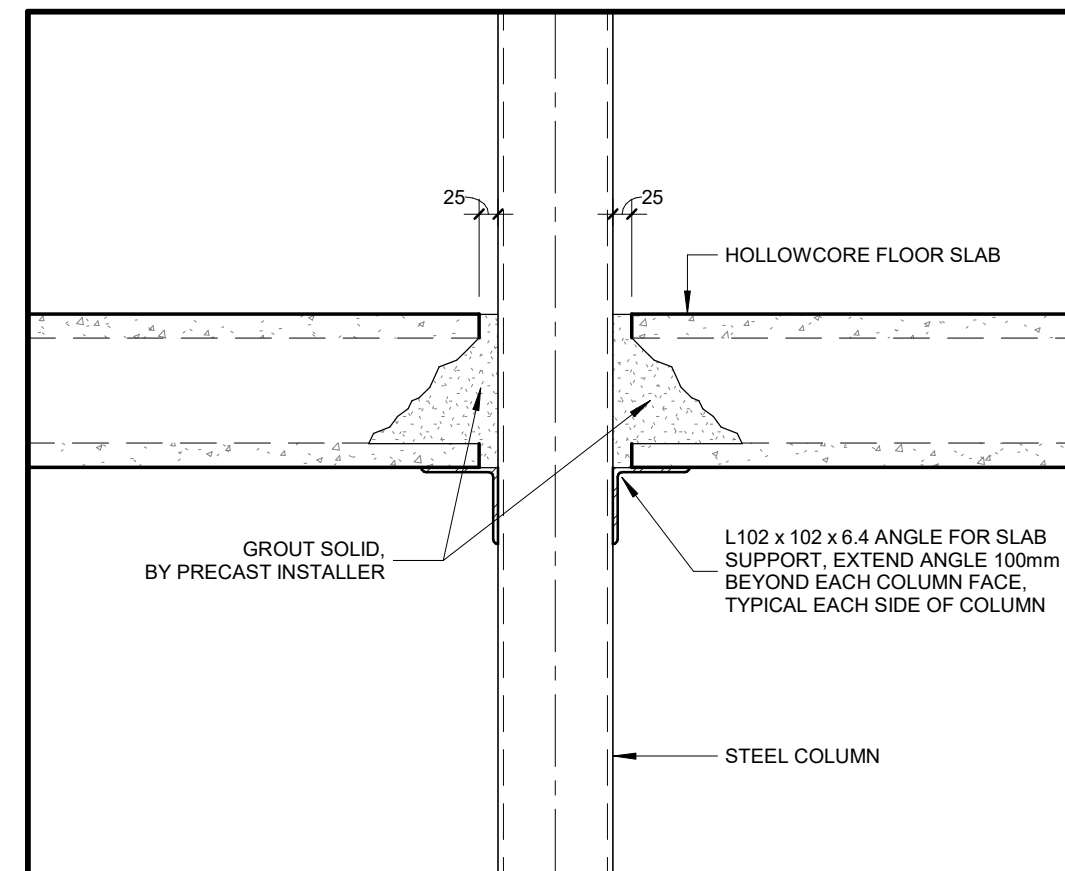 25
25
HOLLOWCORE FLOOR SLAB
GROUT SOLID,
BY PRECAST INSTALLER
L102 x 102 x 6.4 ANGLE FOR SLAB
SUPPORT, EXTEND ANGLE 100mm
BEYOND EACH COLUMN FACE,
TYPICAL EACH SIDE OF COLUMN
STEEL COLUMN